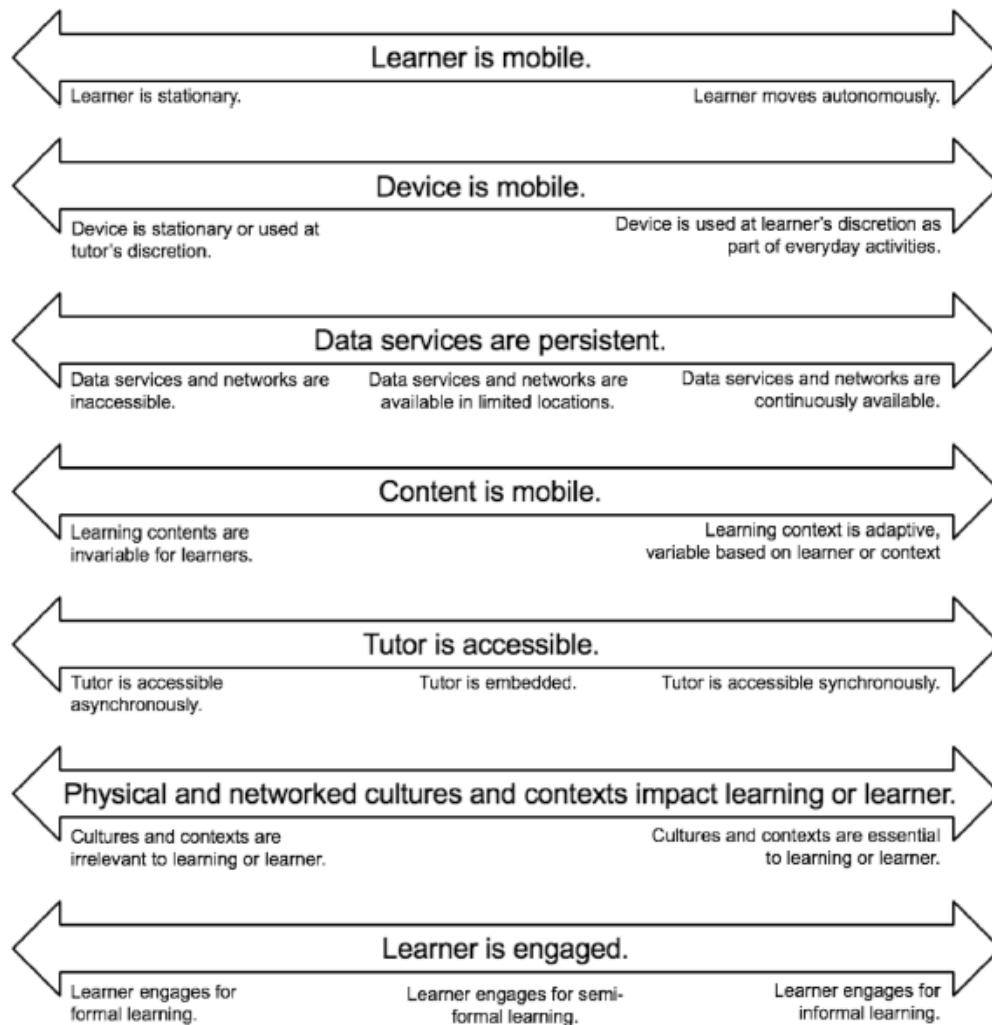 Learner is mobile.
Learner is stationary.
Learner moves autonomously.
Device is mobile.
Device is stationary or used at
tutor's discretion.
Device is used at learner's discretion as
part of everyday activities.
Data services are persistent.
Data services and networks are
inaccessible.
Data services and networks are
available in limited locations.
Data services and networks are
continuously available.
Content is mobile.
Learning contents are
invariable for learners.
Learning context is adaptive,
variable based on learner or context
Tutor is accessible.
Tutor is accessible
asynchronously.
Tutor is embedded.
Tutor is accessible synchronously.
Physical and networked cultures and contexts impact learning or learner.
Cultures and contexts are
irrelevant to learning or learner.
Cultures and contexts are essential
to learning or learner.
Learner is engaged.
Learner engages for
formal learning.
Learner engages for semi-
formal learning.
Learner engages for
informal learning.